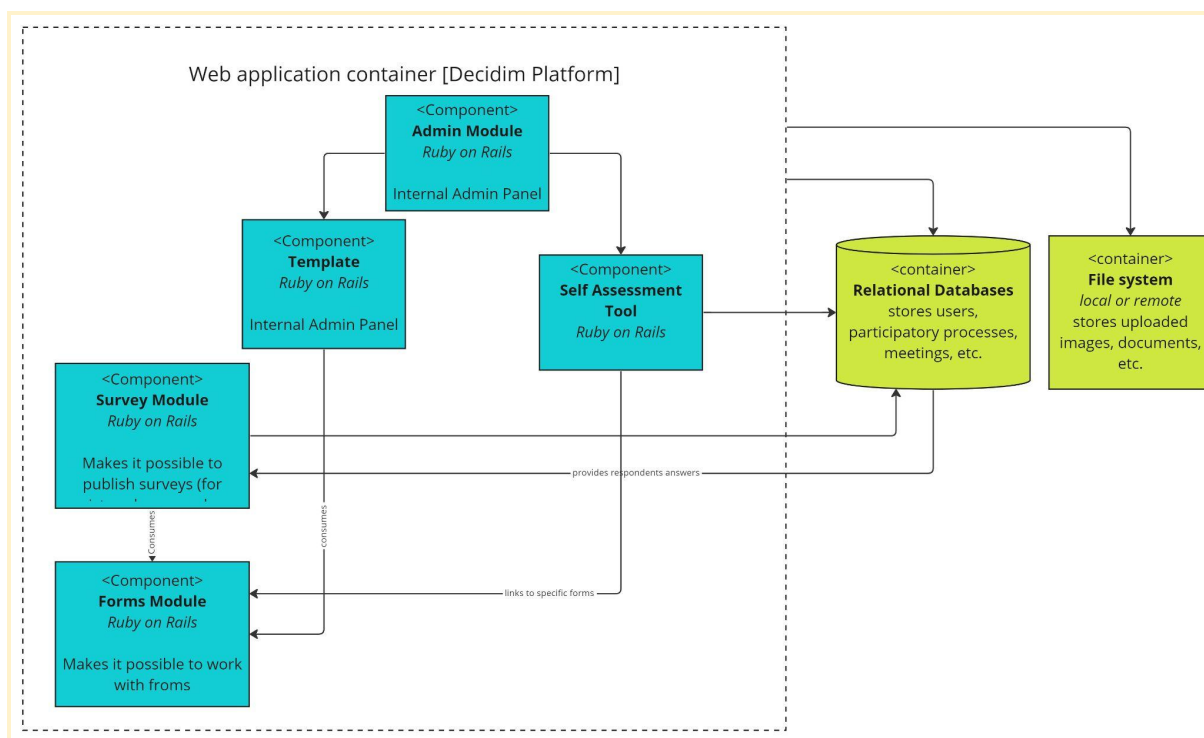 Web application container [Decidim Platform]
<Component>
Admin Module
Ruby on Rails
Internal Admin Panel
<Component>
Template
Ruby on Rails
Internal Admin Panel
<Component>
Self Assessment
Tool
Ruby on Rails
<container>
Relational Databases
stores users,
participatory processes,
meetings, etc.
<container>
File system
local or remote
stores uploaded
images, documents,
etc.
<Component>
Survey Module
Ruby on Rails
Makes it possible to
publish surveys (for
provides respondents answers
Consumes
consumes
<Component>
Forms Module
Ruby on Rails
Makes it possible to work
with froms
links to specific forms